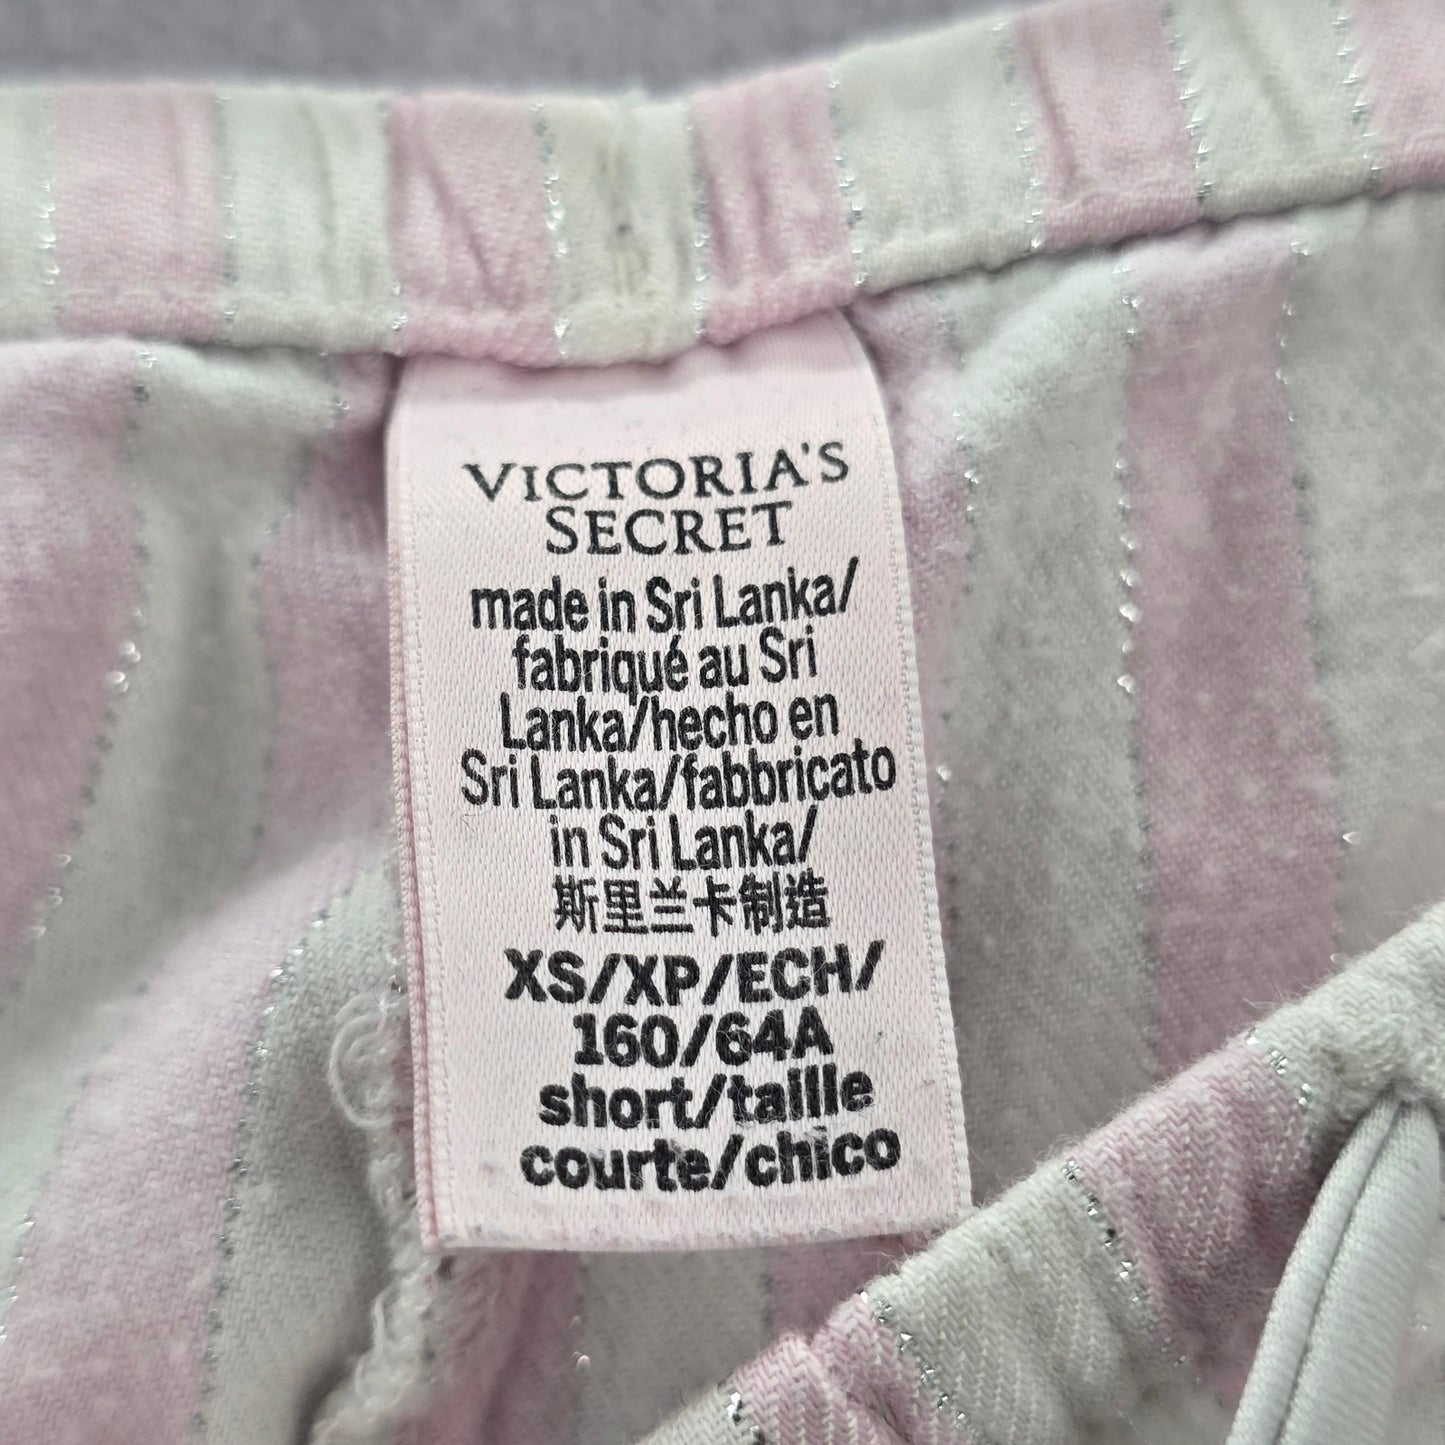 VICTORIA'S
SECRET
made in Sri Lanka/
fabriqué au Sri
Lanka/hecho en
Sri Lanka/fabbricato
in Sri Lanka/
斯里兰卡制造
XS/XP/ECH/
160/64A
short/taille
courte/chico